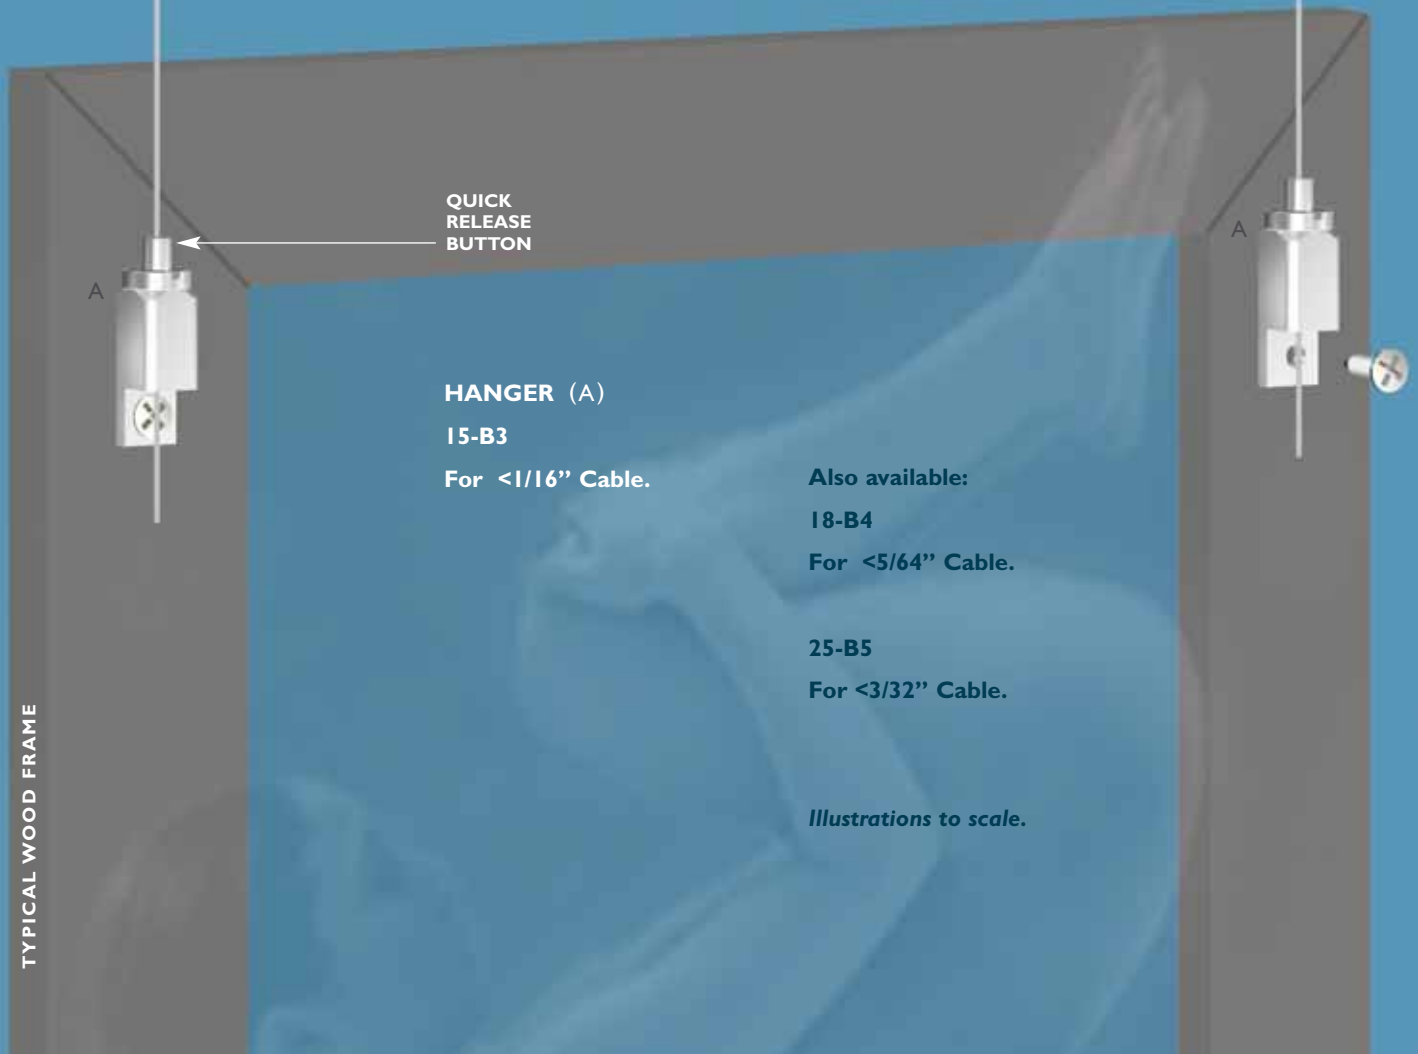 QUICK
RELEASE
BUTTON
A
A
HANGER (A)
15-B3
For <1/16” Cable.
Also available:
18-B4
For <5/64” Cable.
25-B5
For <3/32” Cable.
Illustrations to scale.
TYPICAL WOOD FRAME